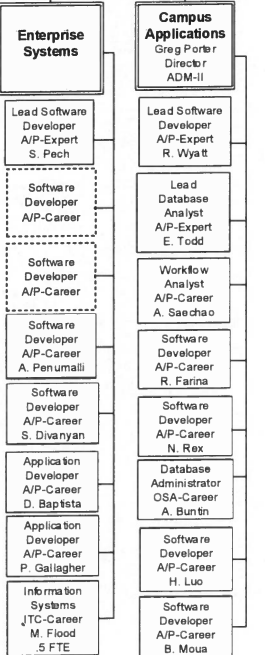 Enterprise
Systems
Lead Software
Developer
A/P-Expert
S. Pech
Software
Developer
A/P-Career
Software
Developer
A/P-Career
Software
Developer
A/P-Career
A. Penumalli
Software
Developer
A/P-Career
S. Divanyan
Application
Developer
A/P-Career
D. Baptista
Application
Developer
A/P-Career
P. Gallagher
Information
Systems
ITC-Career
M. Flood
.5 FTE
Campus
Applications
Greg Porter
Director
ADM-II
Lead Software
Developer
A/P-Expert
R. Wyatt
Lead
Database
Analyst
A/P-Expert
E. Todd
Workflow
Analyst
A/P-Career
A. Saechao
Software
Developer
A/P-Career
R. Farina
Software
Developer
A/P-Career
N. Rex
Database
Administrator
OSA-Career
A. Buntin
Software
Developer
A/P-Career
H. Luo
Software
Developer
A/P-Career
B. Moua